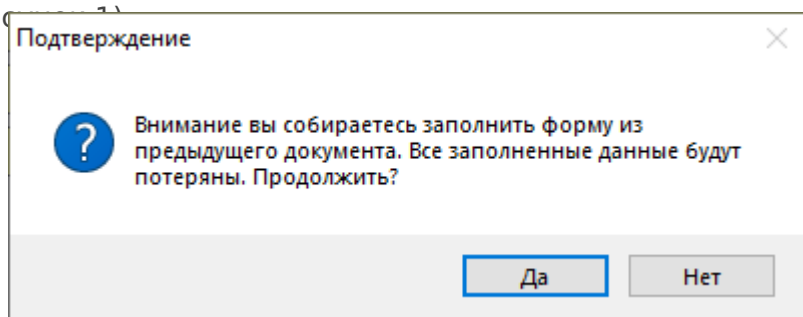 Подтверждение
Внимание вы собираетесь заполнить форму из
предыдущего документа. Все заполненные данные будут
потеряны. Продолжить?
Да
Нет